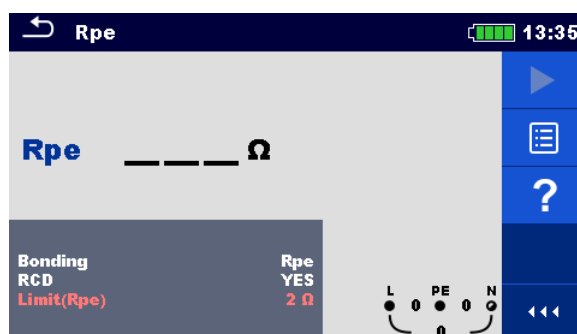 Rpe 13:35
Rpe _ _ _ Ω
?
Bonding Rpe
RCD YES
Limit(Rpe) 2 Ω
L PE N
0 0
0